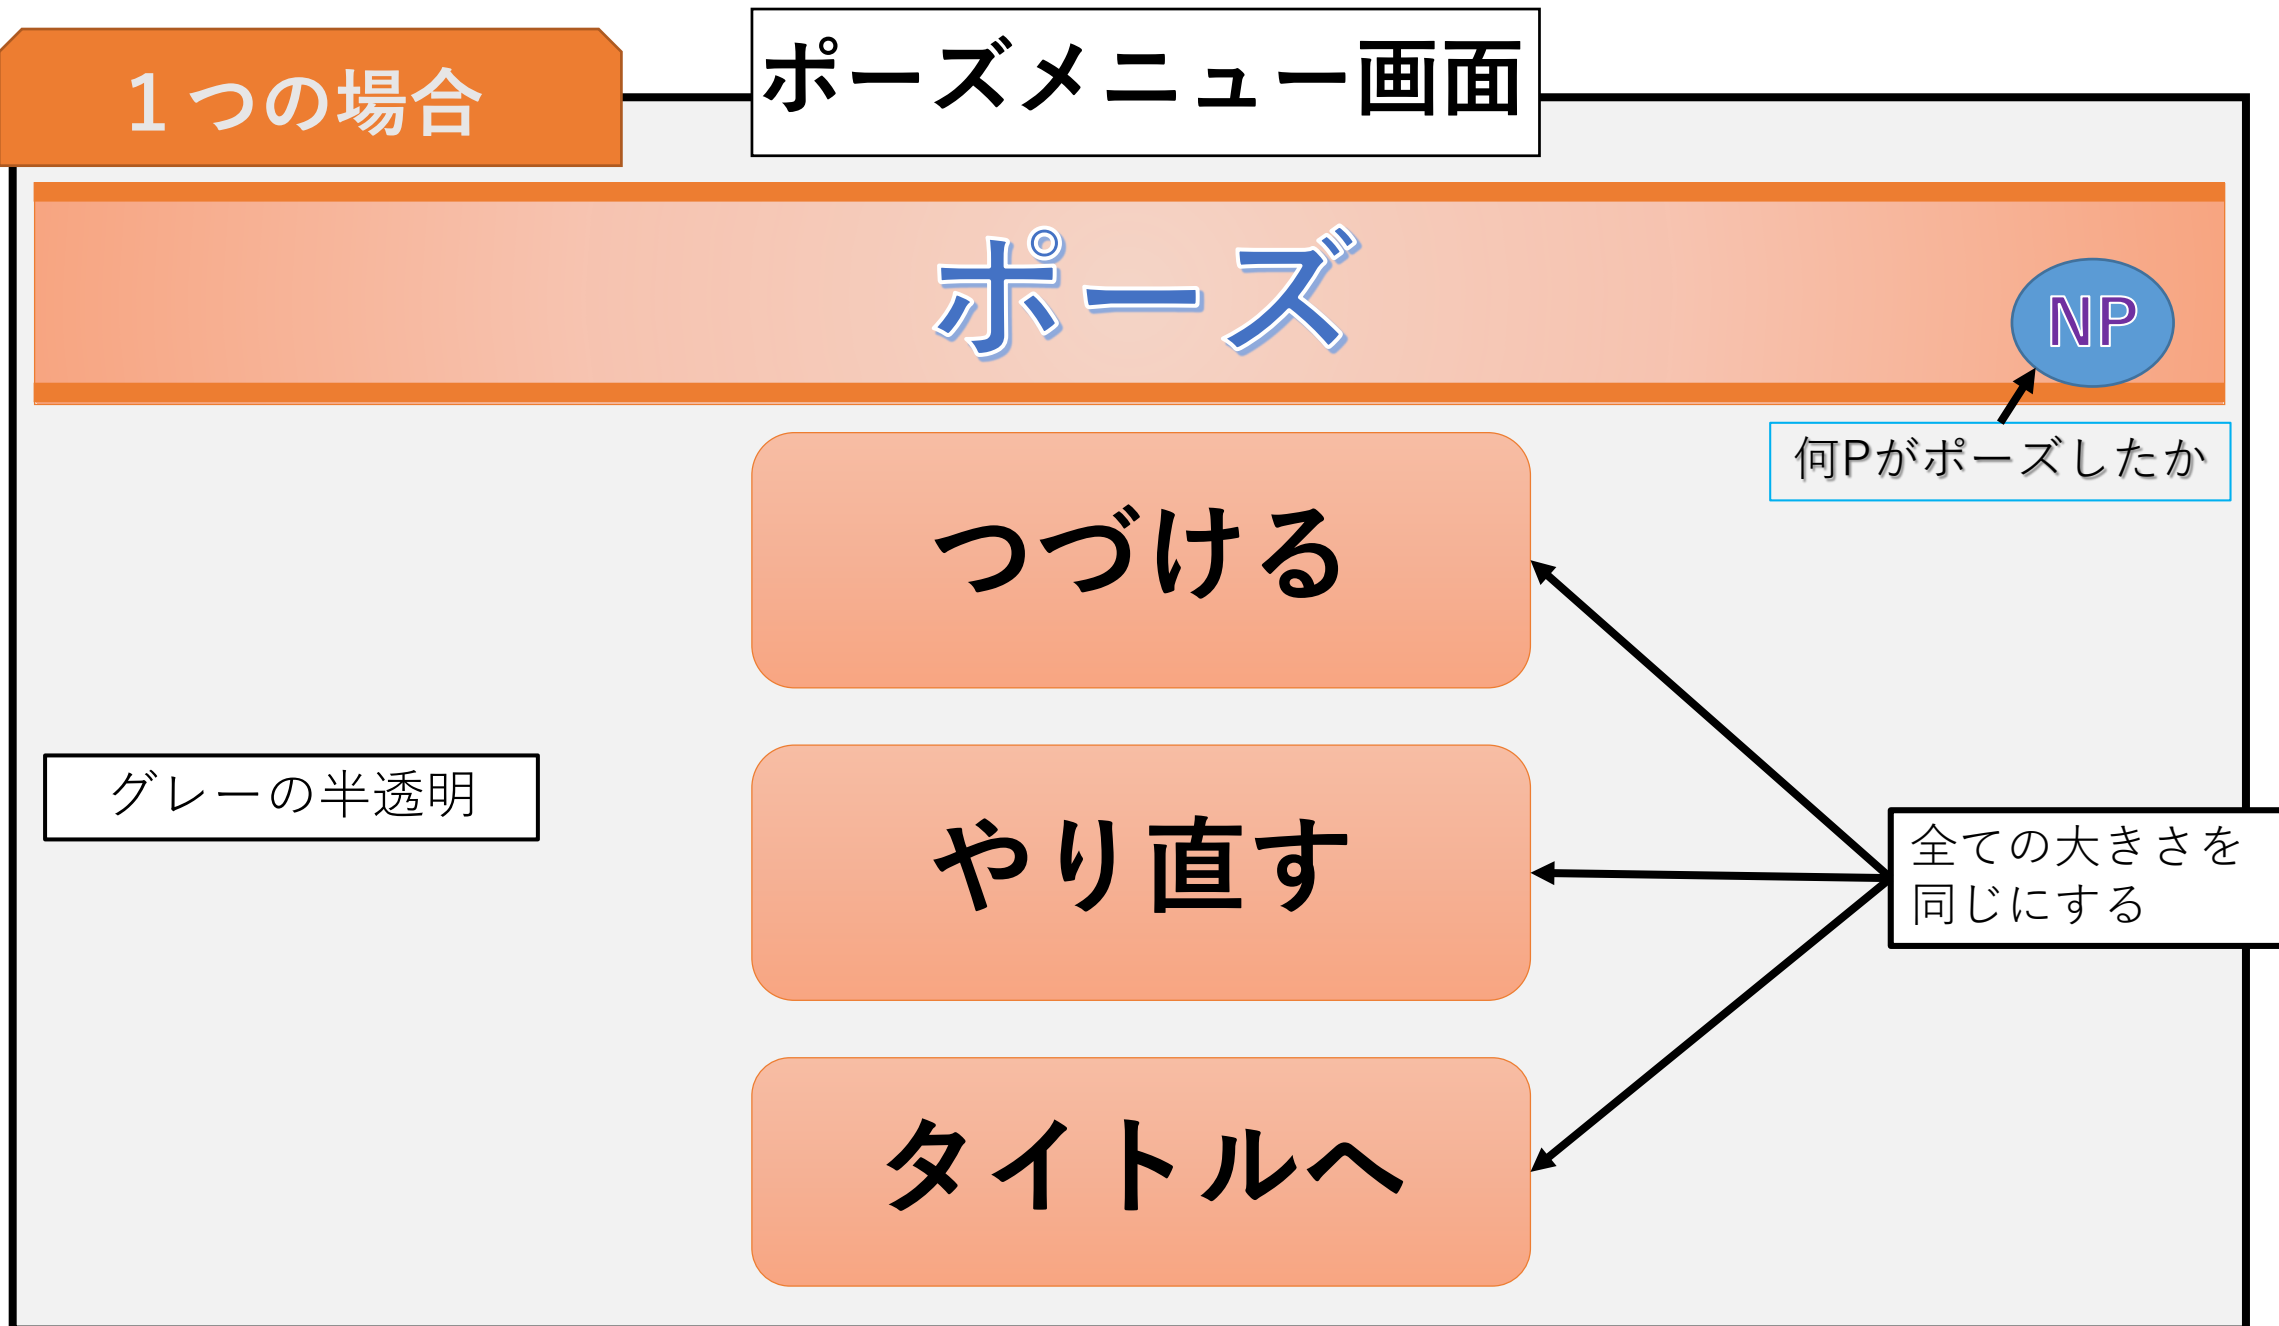 ポーズメニュー画面
1つの場合
ポーズ
NP
何Pがポーズしたか
つづける
グレーの半透明
やり直す
全ての大きさを
同じにする
タイトルへ